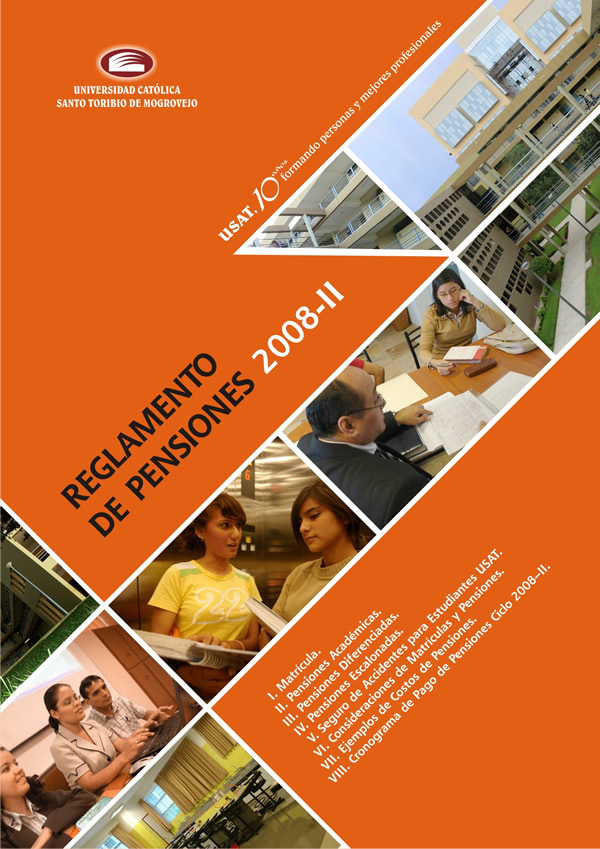 UNIVERSIDAD CATÓLICA
SANTO TORIBIO DE MOGROVEJO
USAT. 10 años formando personas y mejores profesionales
REGLAMENTO
DE PENSIONES 2008-II
6
22
I. Matrícula.
II. Pensiones Académicas.
III. Pensiones Diferenciadas.
IV. Pensiones Escalonadas.
V. Seguro de Accidentes para Estudiantes USAT.
VI. Consideraciones de Matrículas y Pensiones.
VII. Ejemplos de Costos de Pensiones.
VIII. Cronograma de Pago de Pensiones Ciclo 2008–II.